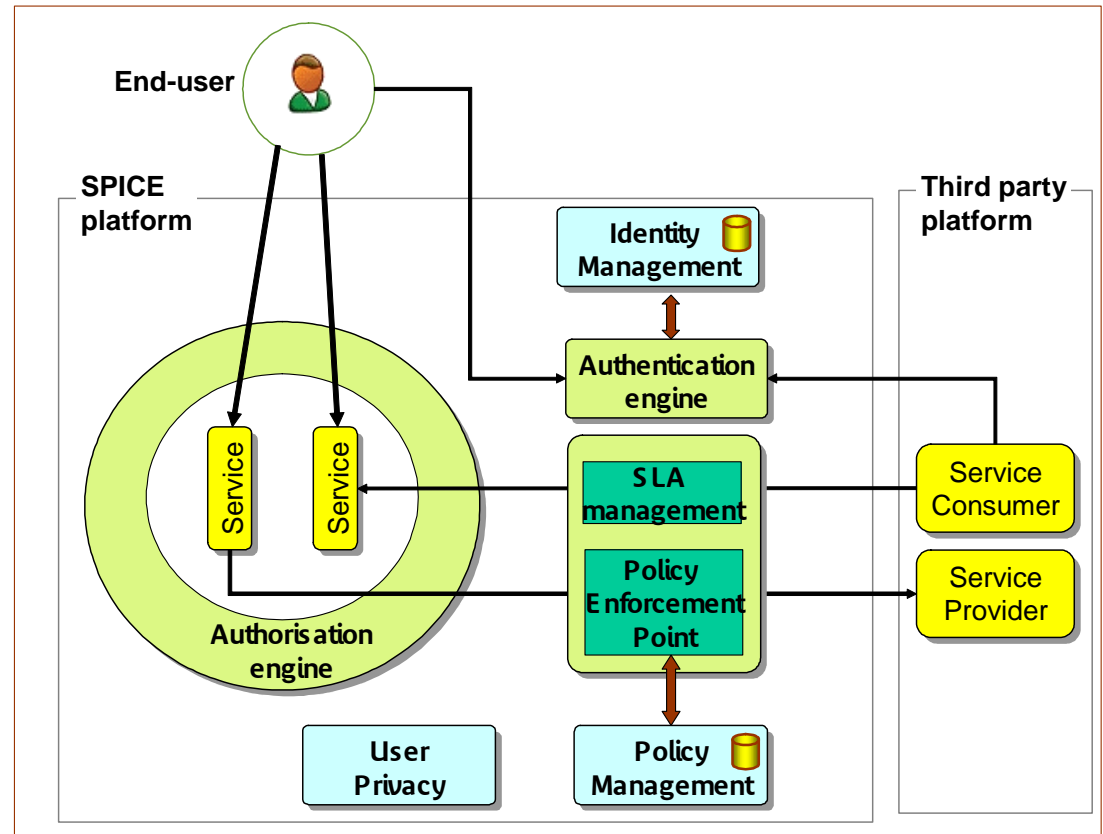 End-user
SPICE
platform
Third party
platform
Identity
Management
Authentication
engine
Service
Service
SLA
management
Service
Consumer
Policy
Enforcement
Point
Service
Provider
Authorisation
engine
User
Privacy
Policy
Management